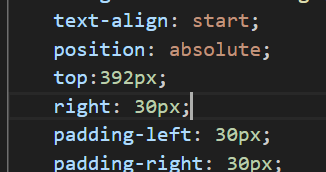 text-align: start;
position: absolute;
top:392px;
right: 30px;
padding-left: 30px;
padding-right: 30px;